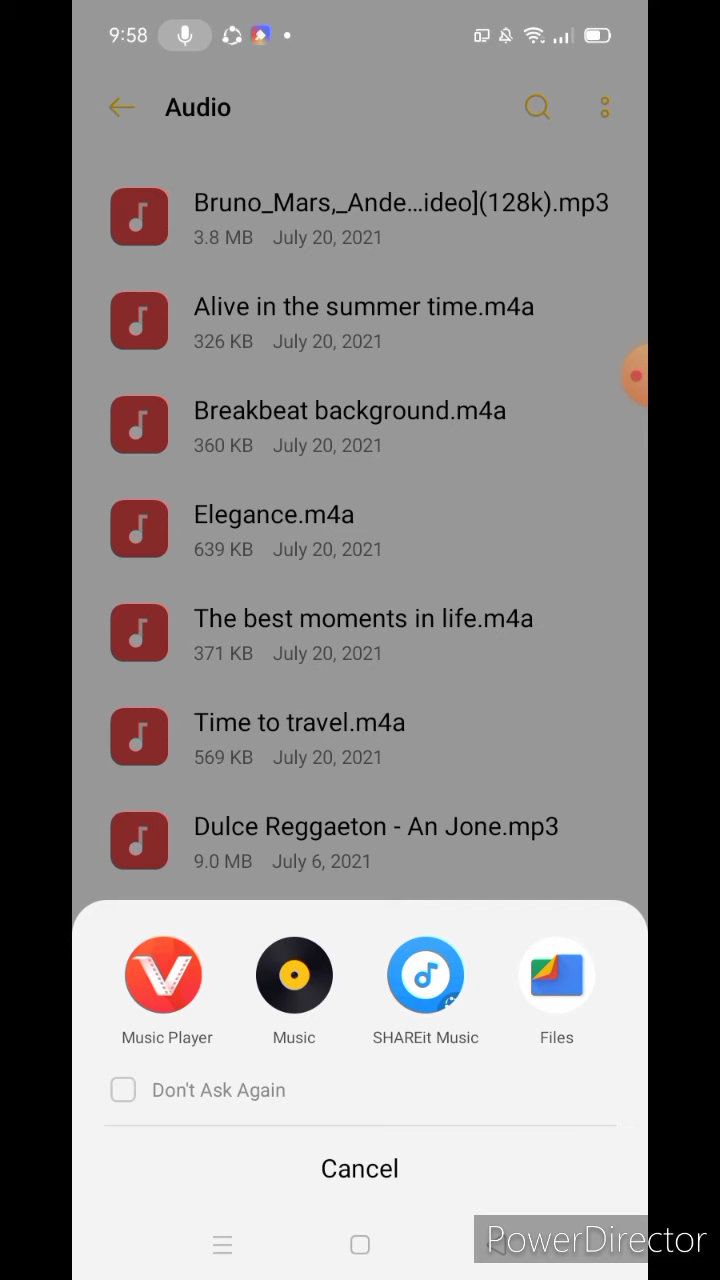 9:58
Audio
Bruno_Mars,_Ande...ideo](128k).mp3
3.8 MB July 20, 2021
Alive in the summer time.m4a
326 KB July 20, 2021
Breakbeat background.m4a
360 KB July 20, 2021
Elegance.m4a
639 KB July 20, 2021
The best moments in life.m4a
371 KB July 20, 2021
Time to travel.m4a
569 KB July 20, 2021
Dulce Reggaeton - An Jone.mp3
9.0 MB July 6, 2021
Music Player Music SHAREit Music Files
Don't Ask Again
Cancel
PowerDirector